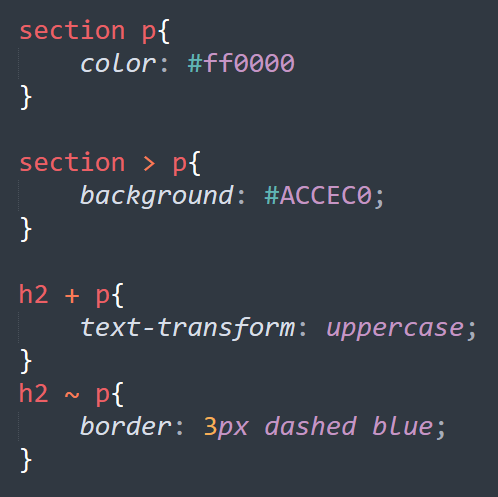 section p{
    color: #ff0000
}
section > p{
    background: #ACCEC0;
}
h2 + p{
    text-transform: uppercase;
}
h2 ~ p{
    border: 3px dashed blue;
}